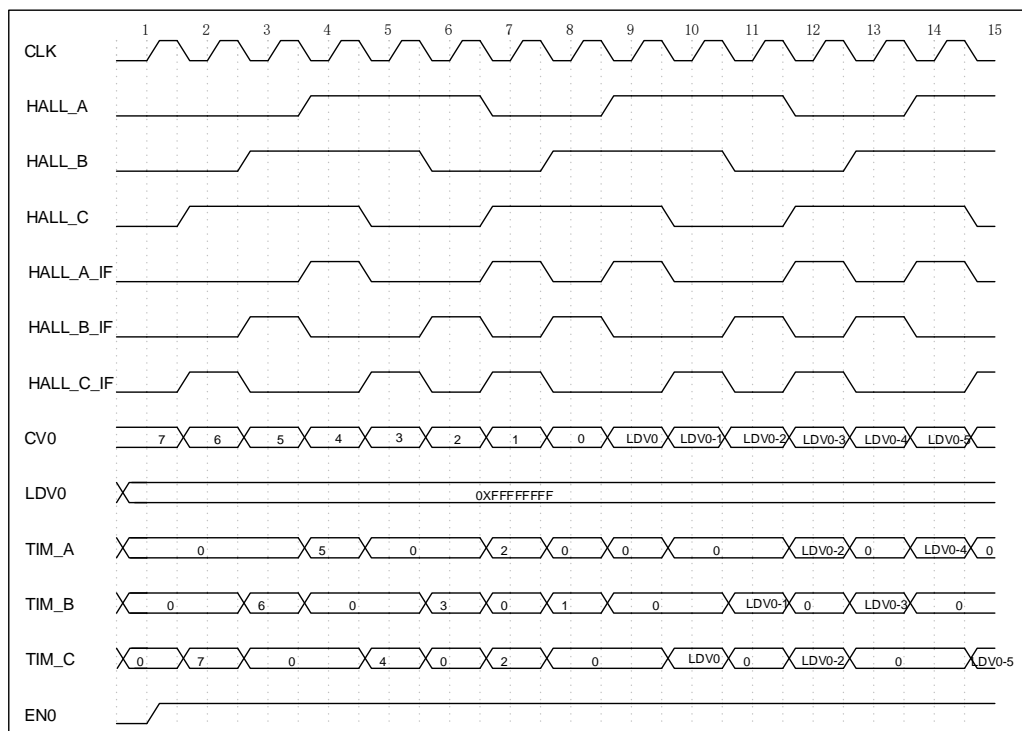 1 2 3 4 5 6 7 8 9 10 11 12 13 14 15
CLK
HALL_A
HALL_B
HALL_C
HALL_A_IF
HALL_B_IF
HALL_C_IF
CV0 7 6 5 4 3 2 1 0 LDV0 LDV0-1 LDV0-2 LDV0-3 LDV0-4 LDV0-5
LDV0 0XFFFFFFFF
TIM_A 0 5 0 2 0 0 0 LDV0-2 0 LDV0-4 0
TIM_B 0 6 0 3 0 1 0 LDV0-1 0 LDV0-3 0
TIM_C 0 7 0 4 0 2 0 LDV0 0 LDV0-2 0 LDV0-5
EN0